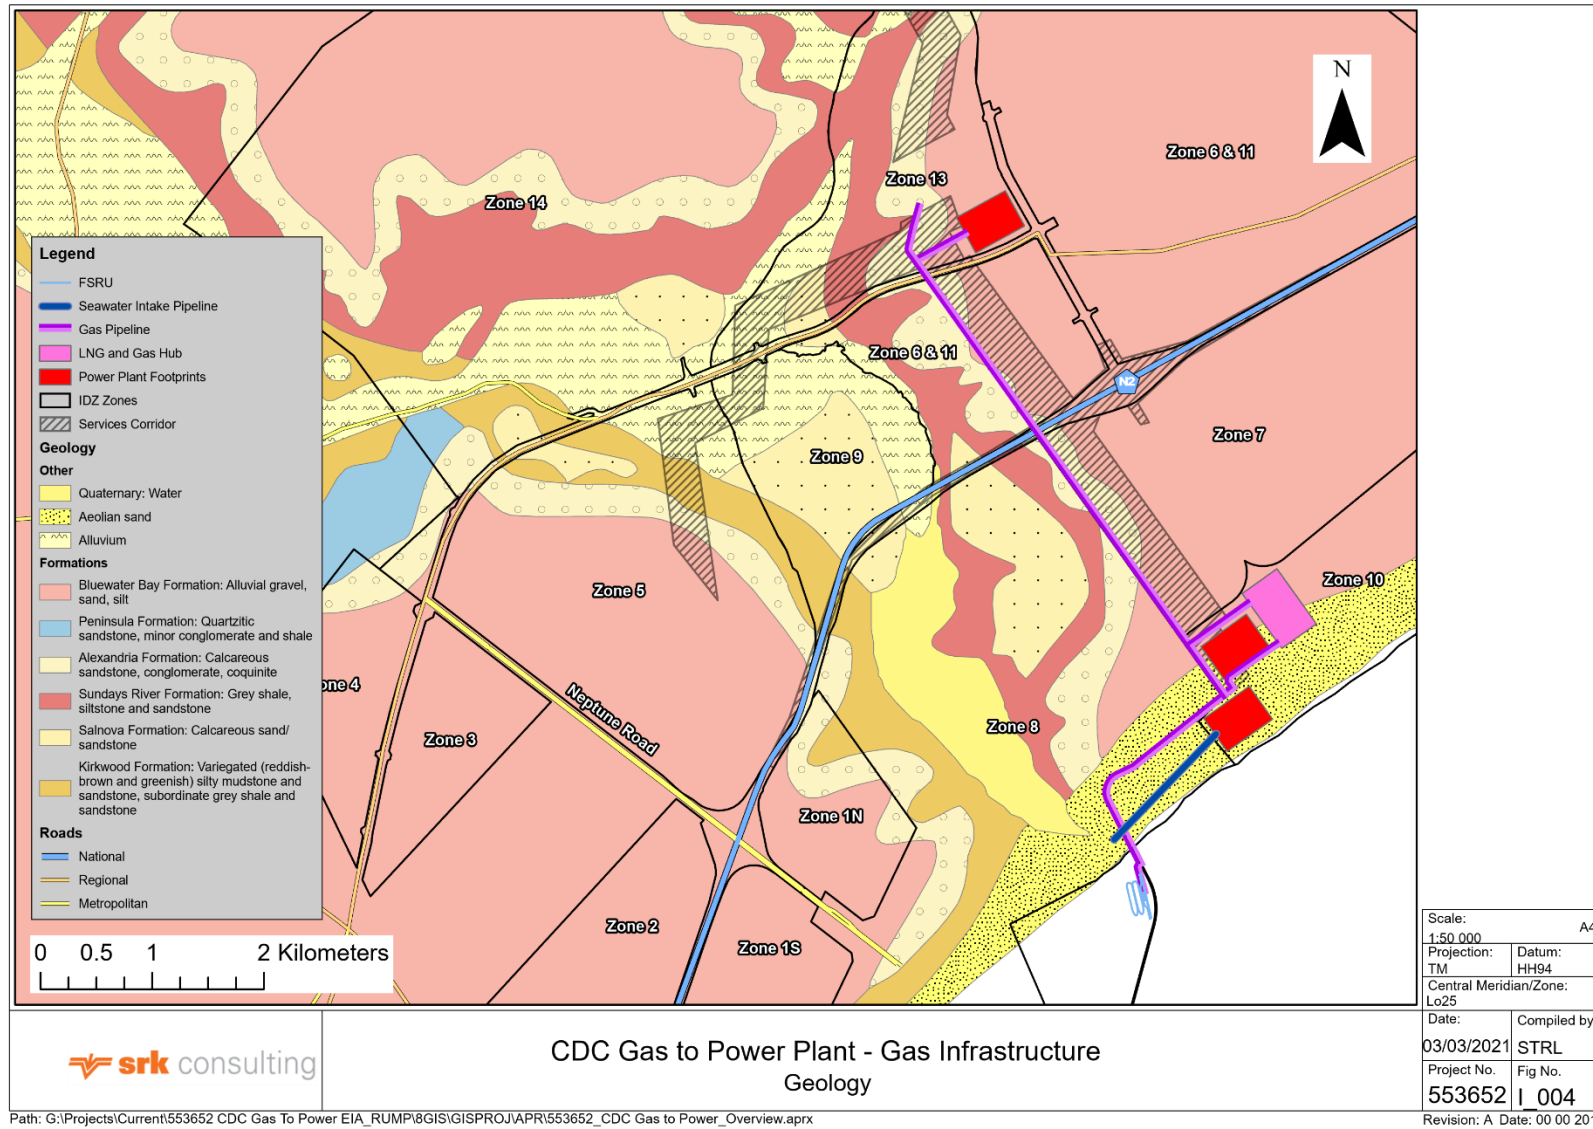 N
Zone 6 & 11
Zone 13
Zone 14
Legend
FSRU
Seawater Intake Pipeline
Gas Pipeline
LNG and Gas Hub
Power Plant Footprints
IDZ Zones
Services Corridor
Geology
Other
Quaternary: Water
Aeolian sand
Alluvium
Formations
Bluewater Bay Formation: Alluvial gravel,
sand, silt
Peninsula Formation: Quartzitic
sandstone, minor conglomerate and shale
Alexandria Formation: Calcareous
sandstone, conglomerate, coquinite
Sundays River Formation: Grey shale,
siltstone and sandstone
Salnova Formation: Calcareous sand/
sandstone
Kirkwood Formation: Variegated (reddish-
brown and greenish) silty mudstone and
sandstone, subordinate grey shale and
sandstone
Roads
National
Regional
Metropolitan
Zone 6 & 11
N2
Zone 7
Zone 9
Zone 10
Zone 5
one 4
Neptune Road
Zone 3
Zone 8
Zone 1N
Zone 2
Zone 1S
0 0.5 1 2 Kilometers
Scale:
1:50 000 A4
Projection:
TM
Datum:
HH94
Central Meridian/Zone:
Lo25
Date:
03/03/2021
Compiled by
STRL
Project No.
553652
Fig No.
I_004
srk consulting
CDC Gas to Power Plant - Gas Infrastructure
Geology
Path: G:\Projects\Current\553652 CDC Gas To Power EIA_RUMP\8GIS\GISPROJ\APR\553652_CDC Gas to Power_Overview.aprx
Revision: A Date: 00 00 201